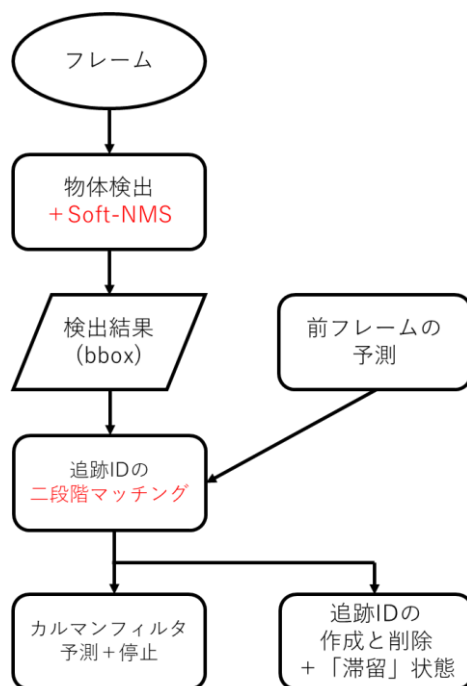 フレーム
物体検出
+Soft-NMS
検出結果
（bbox）
前フレームの
予測
追跡IDの
二段階マッチング
カルマンフィルタ
予測+停止
追跡IDの
作成と削除
+「滞留」状態